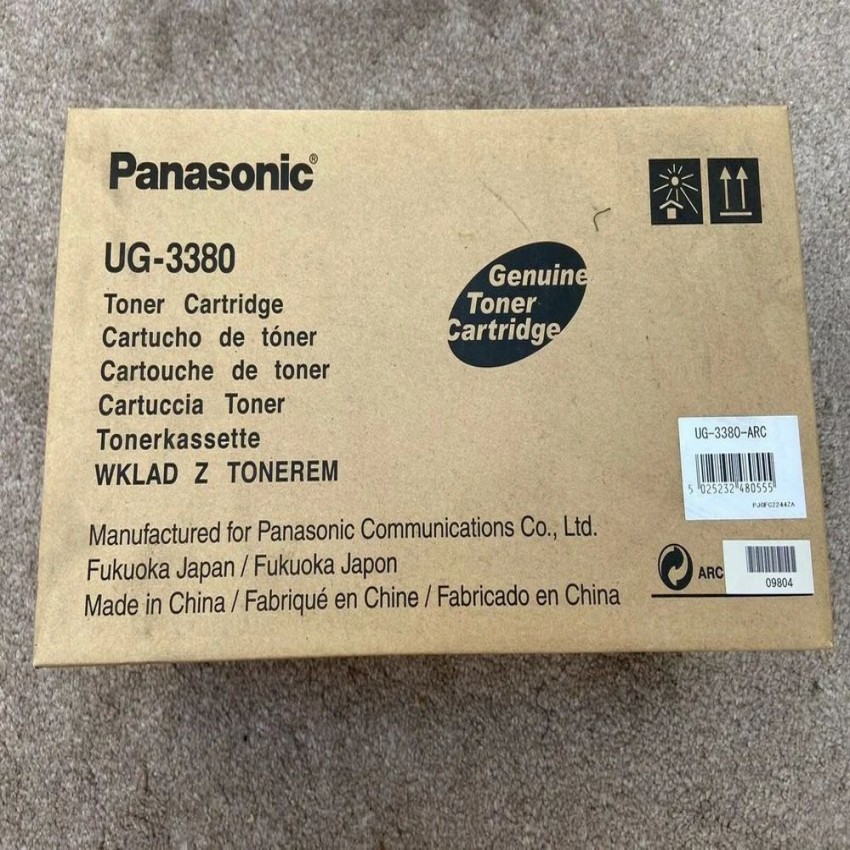 Panasonic®
UG-3380
Toner Cartridge
Cartucho de tóner
Cartouche de toner
Cartuccia Toner
Tonerkassette
WKLAD Z TONEREM
Genuine
Toner
Cartridge
Manufactured for Panasonic Communications Co., Ltd.
Fukuoka Japan / Fukuoka Japon
Made in China / Fabriqué en Chine / Fabricado en China
UG-3380-ARC
5 025232 480555
PJQFC2244ZA
ARC
09804